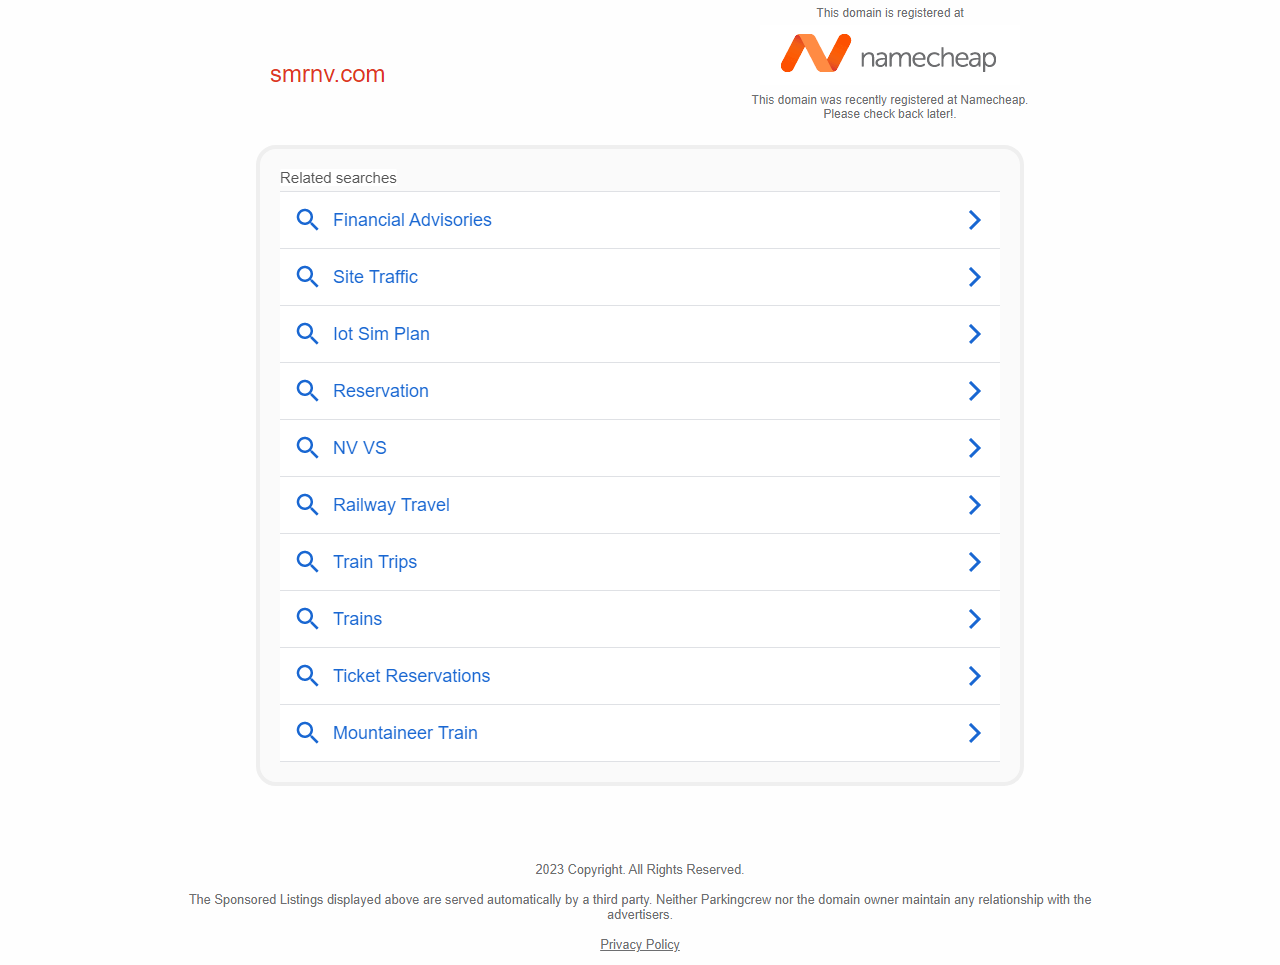 This domain is registered at
namecheap
smrnv.com
This domain was recently registered at Namecheap.
Please check back later!.
Related searches
Financial Advisories
Site Traffic
Iot Sim Plan
Reservation
NV VS
Railway Travel
Train Trips
Trains
Ticket Reservations
Mountaineer Train
2023 Copyright. All Rights Reserved.
The Sponsored Listings displayed above are served automatically by a third party. Neither Parkingcrew nor the domain owner maintain any relationship with the
advertisers.
Privacy Policy